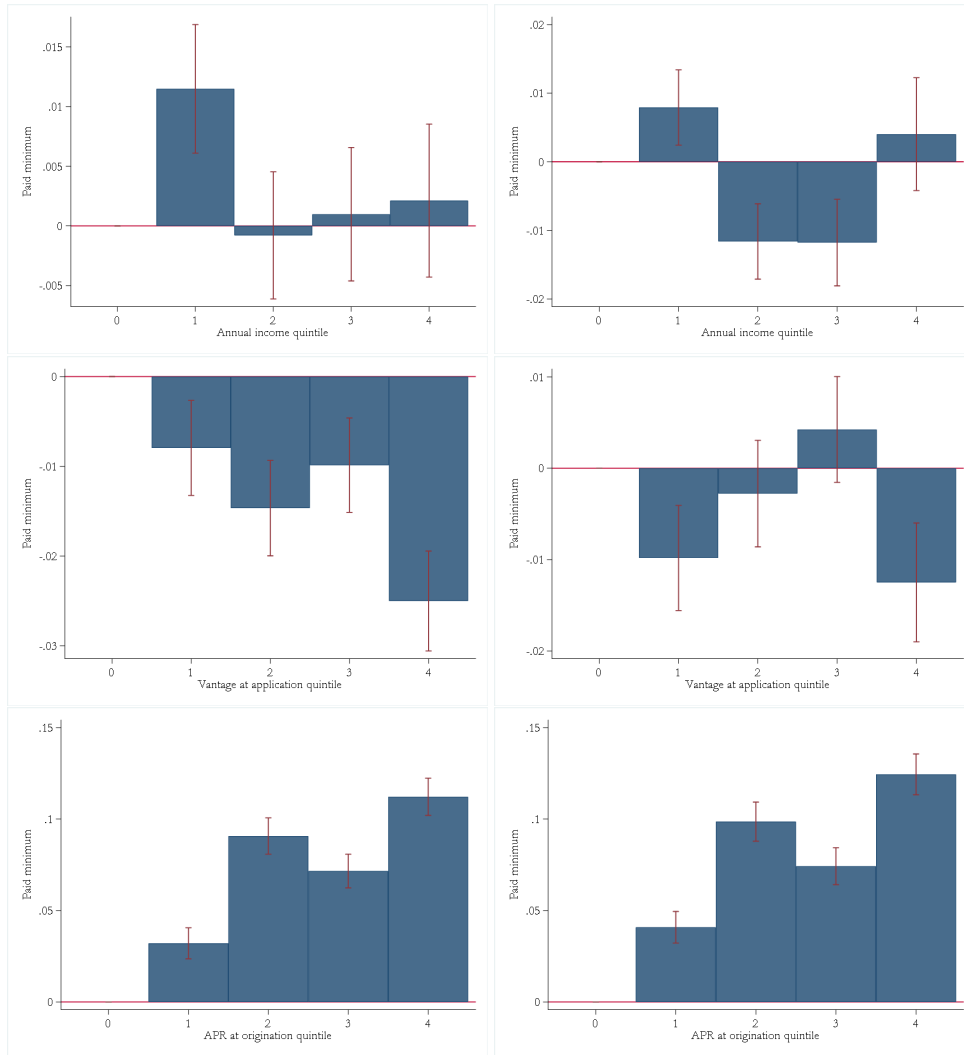 .015
.01
.005
0
-.005
Paid minimum
0 1 2 3 4
Annual income quintile
.02
.01
0
-.01
-.02
Paid minimum
0 1 2 3 4
Annual income quintile
0
-.01
-.02
-.03
Paid minimum
0 1 2 3 4
Vantage at application quintile
.01
0
-.01
-.02
Paid minimum
0 1 2 3 4
Vantage at application quintile
.15
.1
.05
0
Paid minimum
0 1 2 3 4
APR at origination quintile
.15
.1
.05
0
Paid minimum
0 1 2 3 4
APR at origination quintile